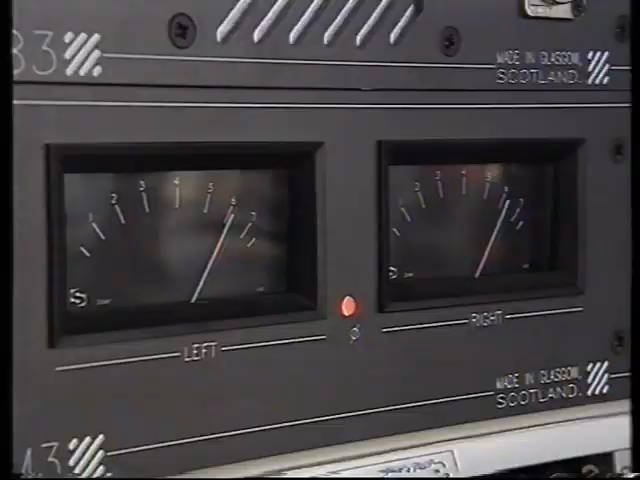 83
MADE IN GLASGOW,
SCOTLAND.
1 2 3 4 5 6 7
1 2 3 4 5 6 7
LEFT
RIGHT
MADE IN GLASGOW,
SCOTLAND.